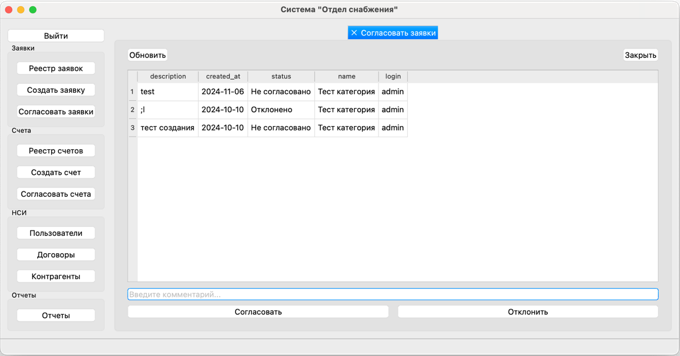 Система "Отдел снабжения"
Выйти
Заявки
Реестр заявок
Создать заявку
Согласовать заявки
Счета
Реестр счетов
Создать счет
Согласовать счета
НСИ
Пользователи
Договоры
Контрагенты
Отчеты
Отчеты
✕ Согласовать заявки
Обновить Закрыть
description created_at status name login
1 test 2024-11-06 Не согласовано Тест категория admin
2 ;l 2024-10-10 Отклонено Тест категория admin
3 тест создания 2024-10-10 Не согласовано Тест категория admin
Введите комментарий...
Согласовать Отклонить